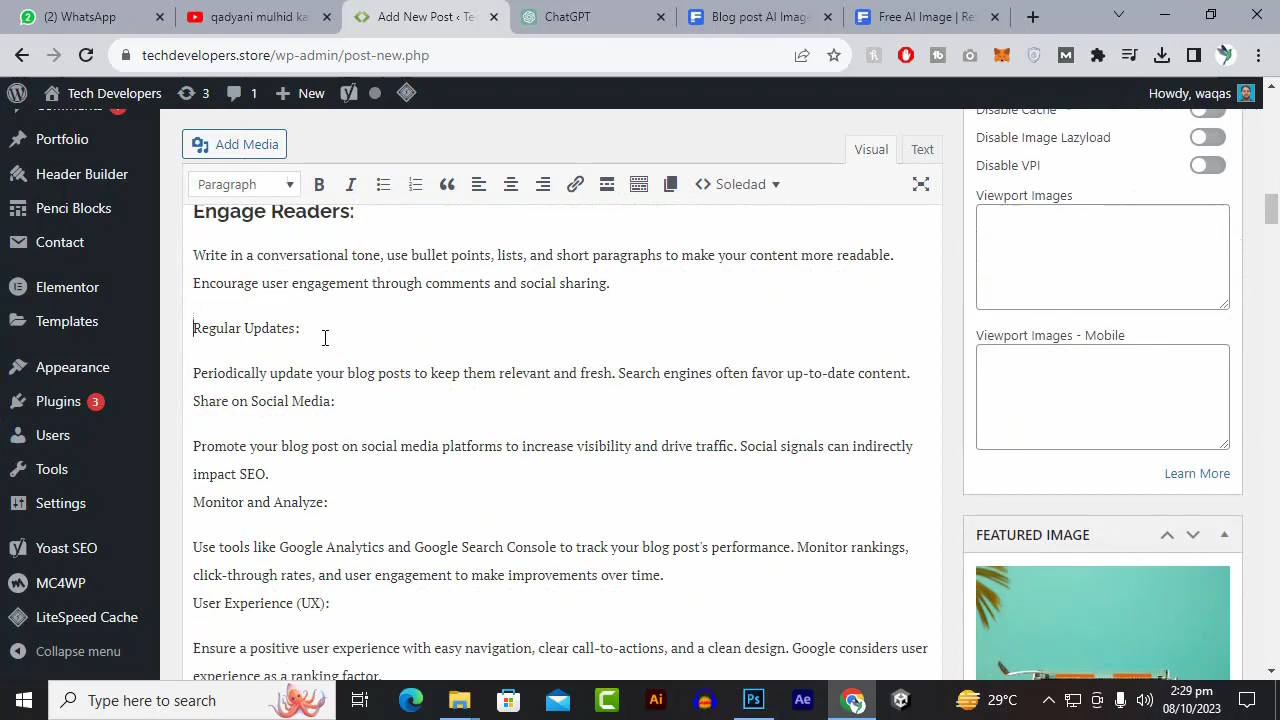 (2) WhatsApp
qadyani mulhid ka
Add New Post ‹ Te
ChatGPT
Blog post AI Image
Free AI Image | Re
techdevelopers.store/wp-admin/post-new.php
Tech Developers
3
1
New
Howdy, waqas
Portfolio
Header Builder
Penci Blocks
Contact
Elementor
Templates
Appearance
Plugins 3
Users
Tools
Settings
Yoast SEO
MC4WP
LiteSpeed Cache
Collapse menu
Add Media
Visual
Text
Paragraph
Soledad
Engage Readers:
Write in a conversational tone, use bullet points, lists, and short paragraphs to make your content more readable.
Encourage user engagement through comments and social sharing.
Regular Updates:
Periodically update your blog posts to keep them relevant and fresh. Search engines often favor up-to-date content.
Share on Social Media:
Promote your blog post on social media platforms to increase visibility and drive traffic. Social signals can indirectly
impact SEO.
Monitor and Analyze:
Use tools like Google Analytics and Google Search Console to track your blog post's performance. Monitor rankings,
click-through rates, and user engagement to make improvements over time.
User Experience (UX):
Ensure a positive user experience with easy navigation, clear call-to-actions, and a clean design. Google considers user
experience as a ranking factor.
Disable Cache
Disable Image Lazyload
Disable VPI
Viewport Images
Viewport Images - Mobile
Learn More
FEATURED IMAGE
Type here to search
29°C
2:29 pm
08/10/2023